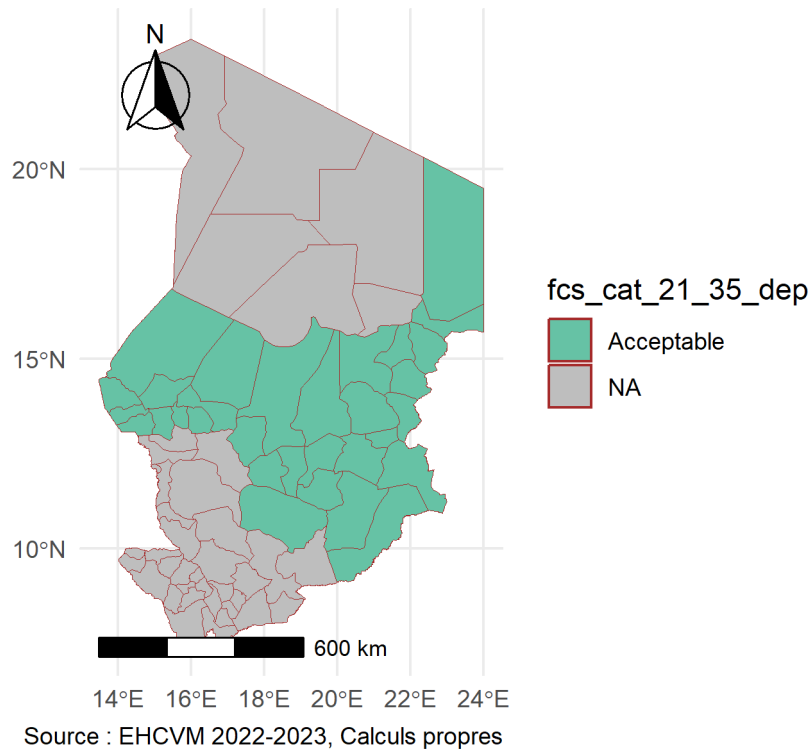 N
20°N
15°N
10°N
fcs_cat_21_35_dep
Acceptable
NA
600 km
14°E 16°E 18°E 20°E 22°E 24°E
Source : EHCVM 2022-2023, Calculs propres